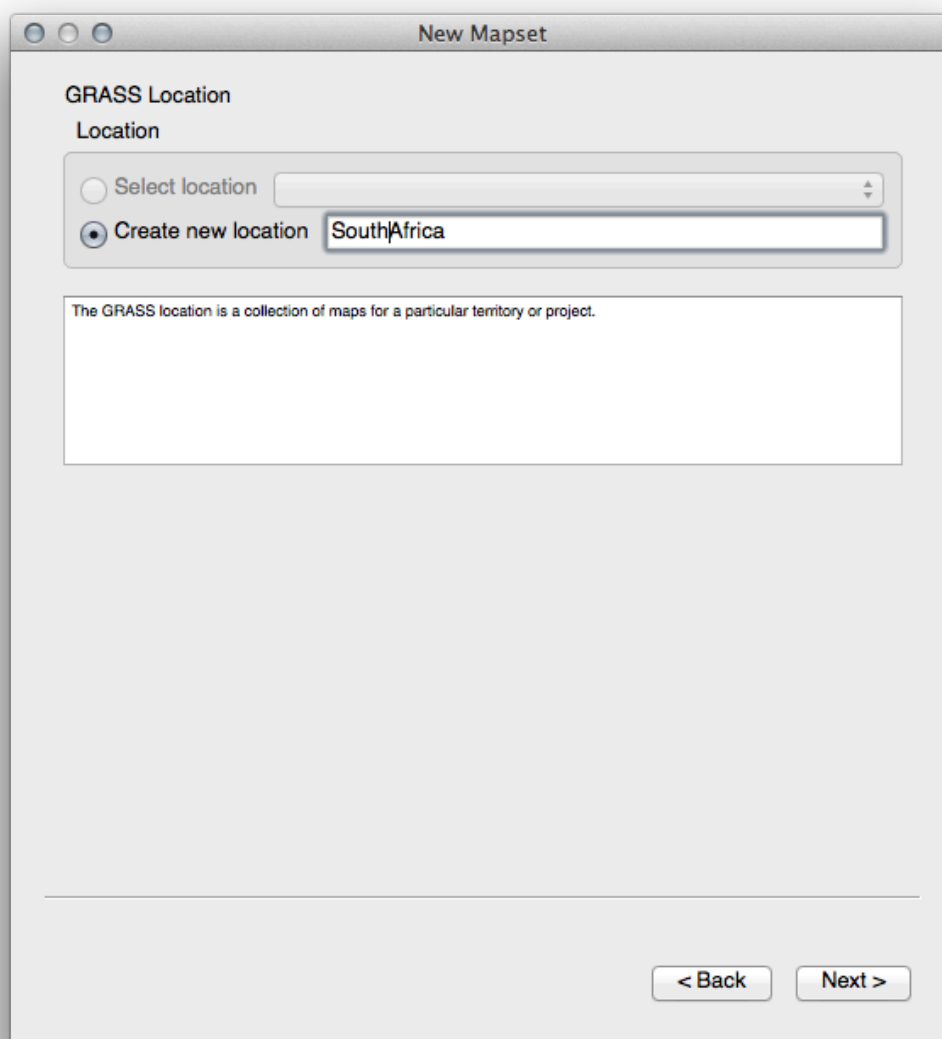 New Mapset
GRASS Location
Location
Select location
Create new location SouthAfrica
The GRASS location is a collection of maps for a particular territory or project.
< Back Next >